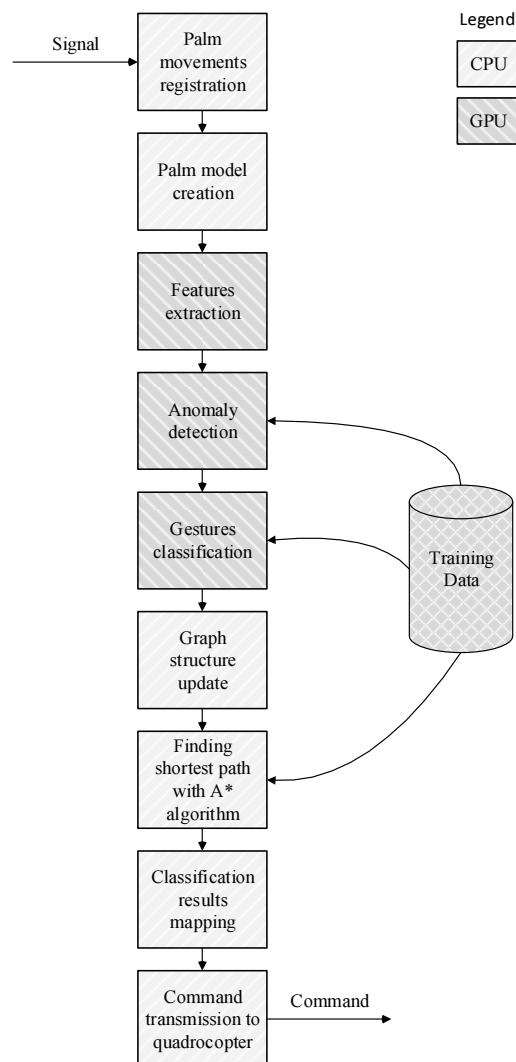 Legend
Signal
Palm
movements
registration
CPU
GPU
Palm model
creation
Features
extraction
Anomaly
detection
Gestures
classification
Training
Data
Graph
structure
update
Finding
shortest path
with A*
algorithm
Classification
results
mapping
Command
transmission to
quadrocopter
Command